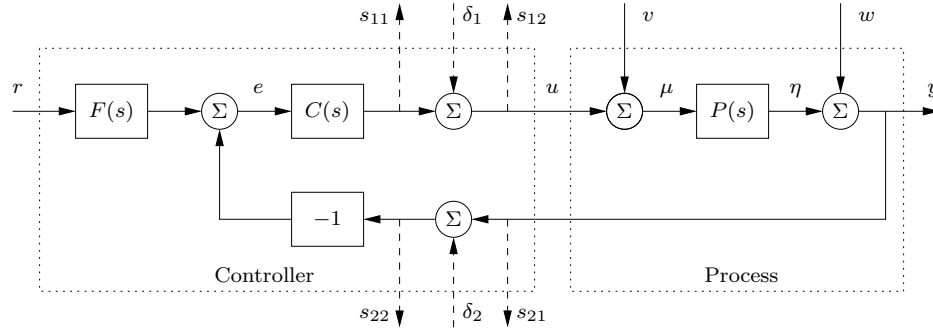 s₁₁ δ₁ s₁₂ v w
r F(s) Σ e C(s) Σ u Σ μ P(s) η Σ y
−1 Σ
Controller Process
s₂₂ δ₂ s₂₁